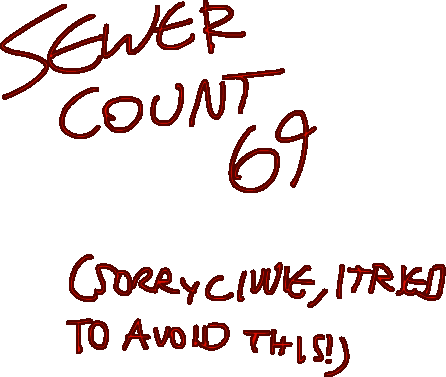 SEWER
COUNT
69
(SORRY CIWIE, I TRIED
TO AVOID THIS!)